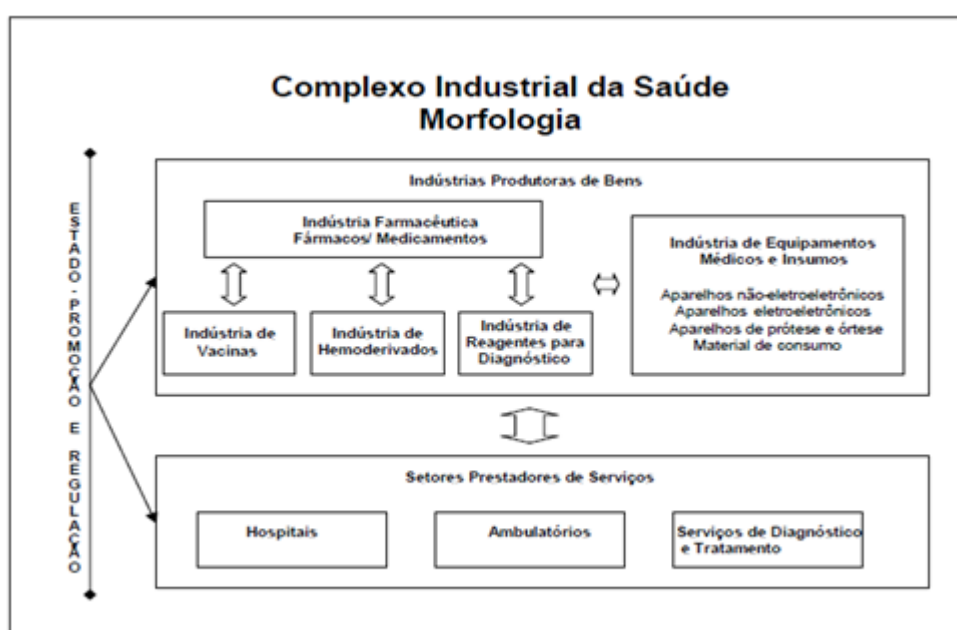 Complexo Industrial da Saúde
Morfologia
ESTADO - PROMOÇÃO E REGULAÇÃO
Indústrias Produtoras de Bens
Indústria Farmacêutica
Fármacos/ Medicamentos
Indústria de
Vacinas
Indústria de
Hemoderivados
Indústria de
Reagentes para
Diagnóstico
Indústria de Equipamentos
Médicos e Insumos
Aparelhos não-eletroeletrônicos
Aparelhos eletroeletrônicos
Aparelhos de prótese e órtese
Material de consumo
Setores Prestadores de Serviços
Hospitais
Ambulatórios
Serviços de Diagnóstico
e Tratamento